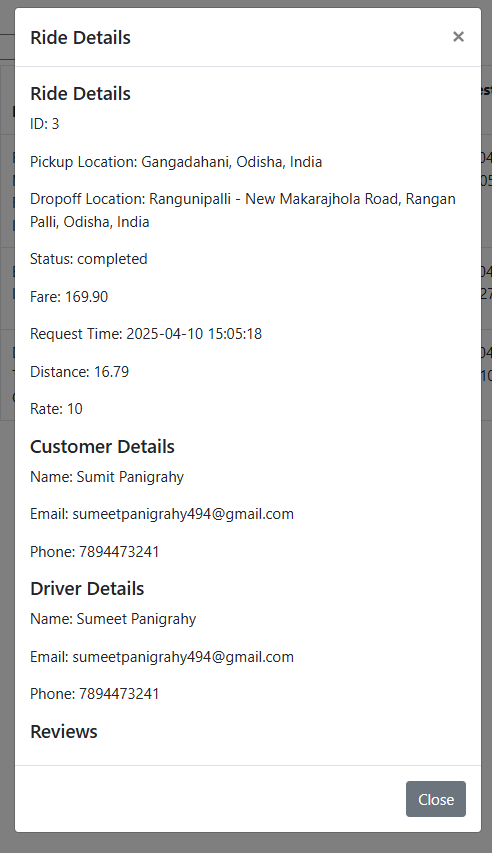 Ride Details
×
Ride Details
ID: 3
Pickup Location: Gangadahani, Odisha, India
Dropoff Location: Rangunipalli - New Makarajhola Road, Rangan
Palli, Odisha, India
Status: completed
Fare: 169.90
Request Time: 2025-04-10 15:05:18
Distance: 16.79
Rate: 10
Customer Details
Name: Sumit Panigrahy
Email: sumeetpanigrahy494@gmail.com
Phone: 7894473241
Driver Details
Name: Sumeet Panigrahy
Email: sumeetpanigrahy494@gmail.com
Phone: 7894473241
Reviews
Close